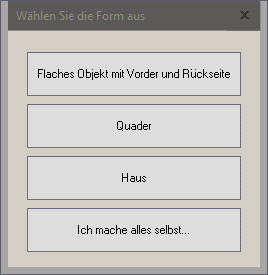 Wählen Sie die Form aus
Flaches Objekt mit Vorder und Rückseite
Quader
Haus
Ich mache alles selbst...